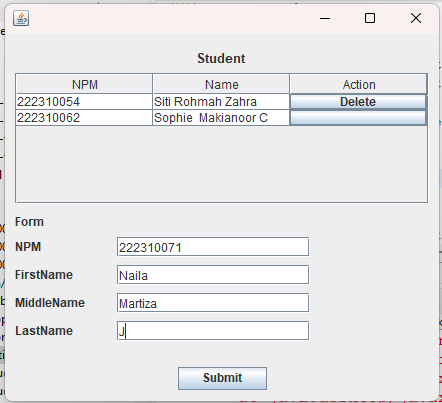 Student
NPM Name Action
222310054 Siti Rohmah Zahra Delete
222310062 Sophie Makianoor C
Form
NPM 222310071
FirstName Naila
MiddleName Martiza
LastName J
Submit